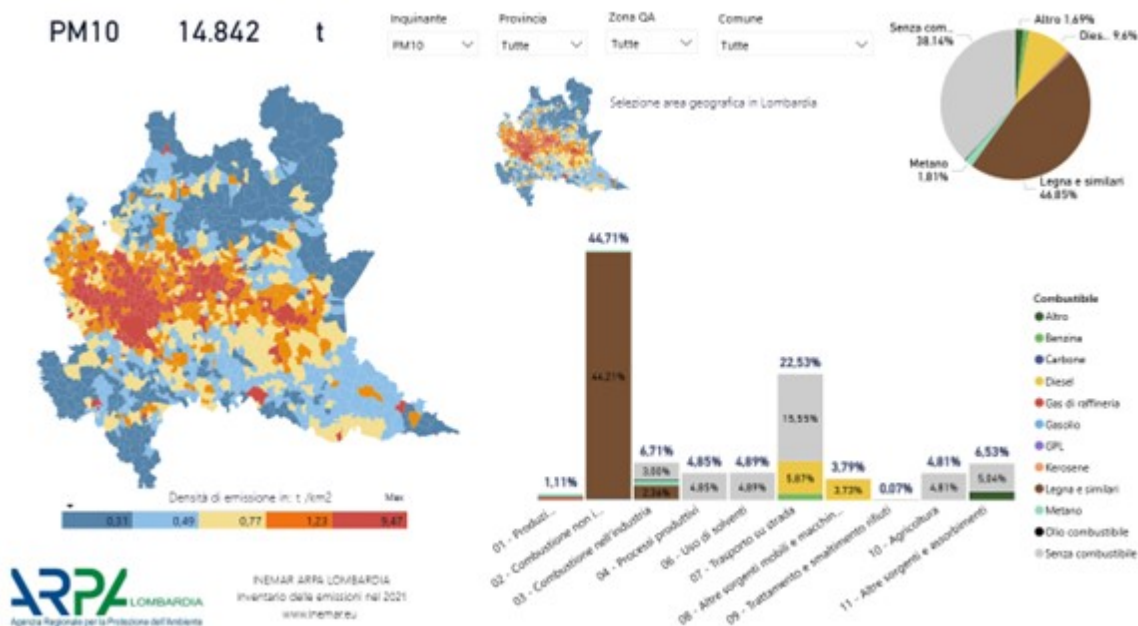 PM10 14.842 t
Inquinante
PM10
Provincia
Tutte
Zona QA
Tutte
Comune
Tutte
Selezione area geografica in Lombardia
Senza com...
38.14%
Altro 1,69%
Dies... 9.6%
Metano
1.81%
Legna e similari
46.85%
Densità di emissione in: t /km2
Max
0,31 0,49 0,77 1,23 9,47
1,11%
44,71%
44.21%
6,71%
3.00%
2.36%
4,85%
4.85%
4,89%
4.89%
22,53%
15,55%
5,87%
3,79%
3,73%
0,07%
4,81%
4,81%
6,53%
5,04%
01 - Produzi...
02 - Combustione non i...
03 - Combustione nell'industria
04 - Processi produttivi
06 - Uso di solventi
07 - Trasporto su strada
08 - Altre sorgenti mobili e macchin...
09 - Trattamento e smaltimento rifiuti
10 - Agricoltura
11 - Altre sorgenti e assorbimenti
Combustibile
Altro
Benzina
Carbone
Diesel
Gas di raffineria
Gasolio
GPL
Kerosene
Legna e similari
Metano
Olio combustibile
Senza combustibile
ARPA LOMBARDIA
Agenzia Regionale per la Protezione dell'Ambiente
INEMAR ARPA LOMBARDIA
Inventario delle emissioni nel 2021
www.inemar.eu